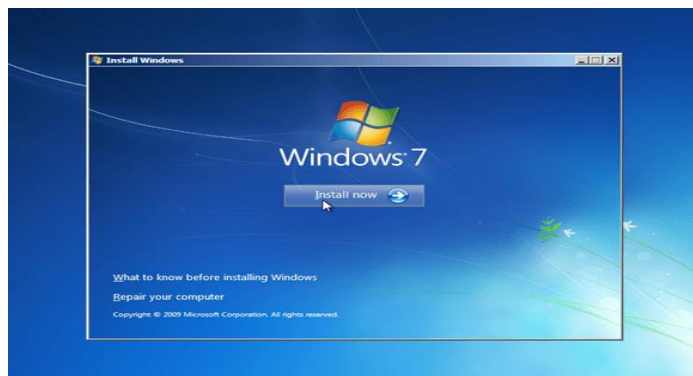 Install Windows
Windows 7
Install now
What to know before installing Windows
Repair your computer
Copyright © 2009 Microsoft Corporation. All rights reserved.